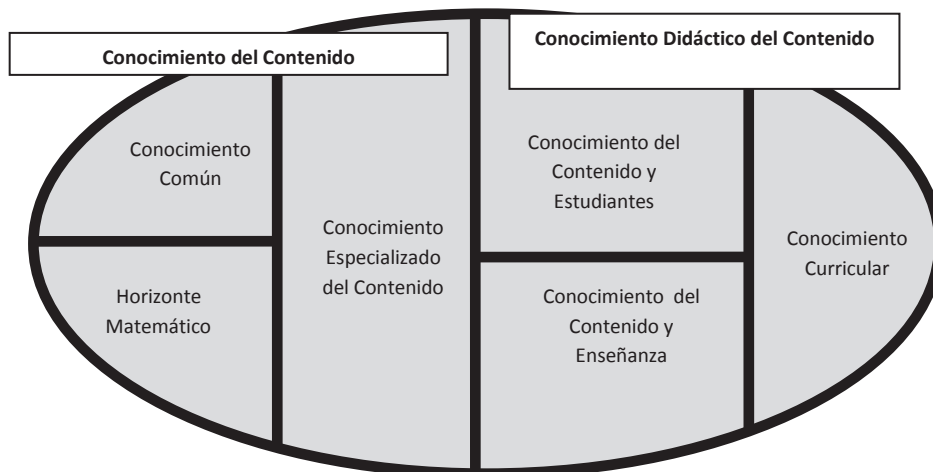 Conocimiento del Contenido
Conocimiento Didáctico del Contenido
Conocimiento
Común
Horizonte
Matemático
Conocimiento
Especializado
del Contenido
Conocimiento del
Contenido y
Estudiantes
Conocimiento del
Contenido y
Enseñanza
Conocimiento
Curricular